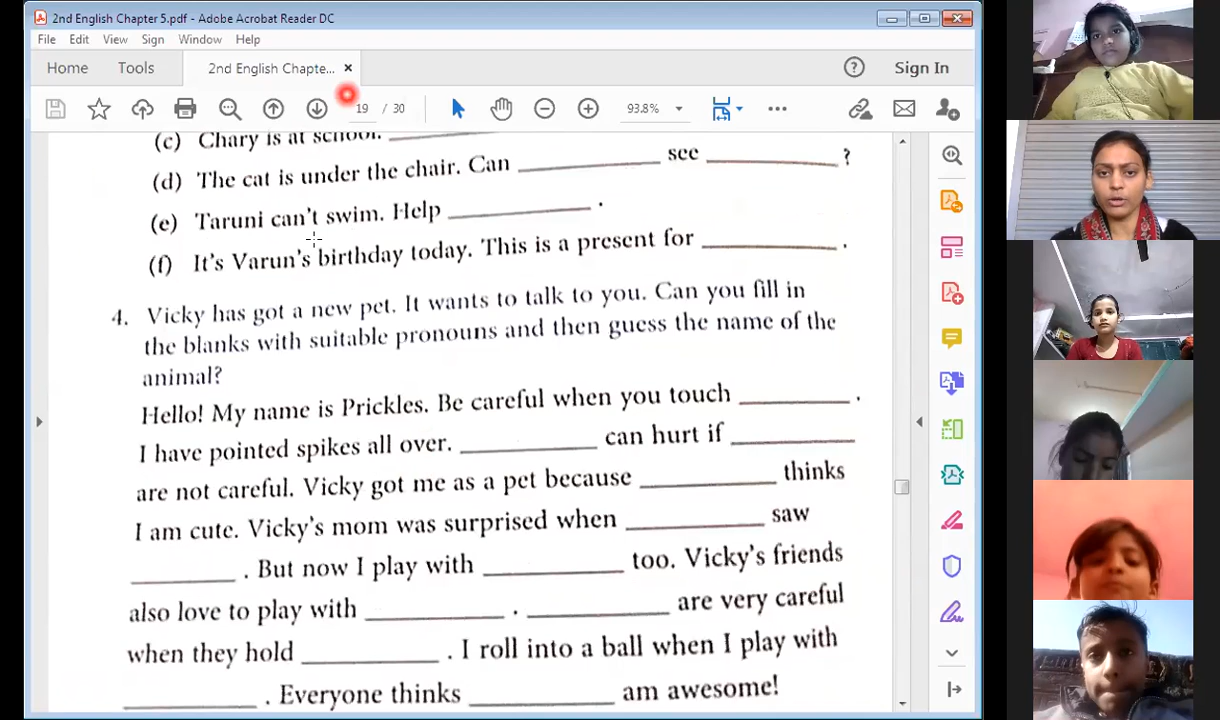 2nd English Chapter 5.pdf - Adobe Acrobat Reader DC
File Edit View Sign Window Help
Home Tools 2nd English Chapte... × Sign In
19 / 30 93.8%
(c) Chary is at school. ________
(d) The cat is under the chair. Can ________ see ________ ?
(e) Taruni can't swim. Help ________ .
(f) It's Varun's birthday today. This is a present for ________ .
4. Vicky has got a new pet. It wants to talk to you. Can you fill in
the blanks with suitable pronouns and then guess the name of the
animal?
Hello! My name is Prickles. Be careful when you touch ________ .
I have pointed spikes all over. ________ can hurt if ________
are not careful. Vicky got me as a pet because ________ thinks
I am cute. Vicky's mom was surprised when ________ saw
________ . But now I play with ________ too. Vicky's friends
also love to play with ________ . ________ are very careful
when they hold ________ . I roll into a ball when I play with
________ . Everyone thinks ________ am awesome!